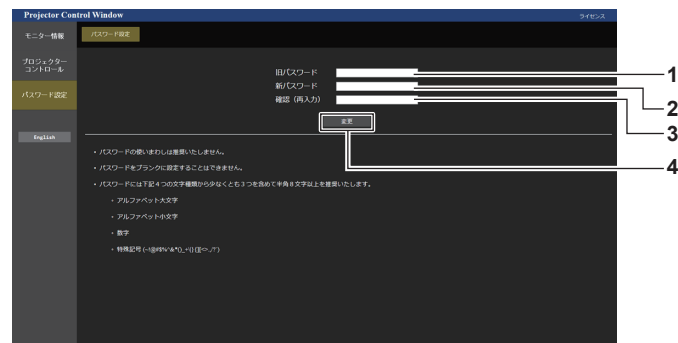 Projector Control Window
ライセンス
モニター情報
パスワード設定
プロジェクター
コントロール
パスワード設定
English
旧パスワード
新パスワード
確認（再入力）
変更
1
2
3
4
・パスワードの使いまわしは推奨いたしません。
・パスワードをブランクに設定することはできません。
・パスワードには下記4つの文字種類から少なくとも3つを含めて半角8文字以上を推奨いたします。
・アルファベット大文字
・アルファベット小文字
・数字
・特殊記号